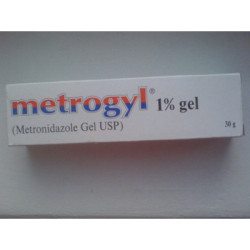 metrogyl® 1% gel
(Metronidazole Gel USP)
30 g